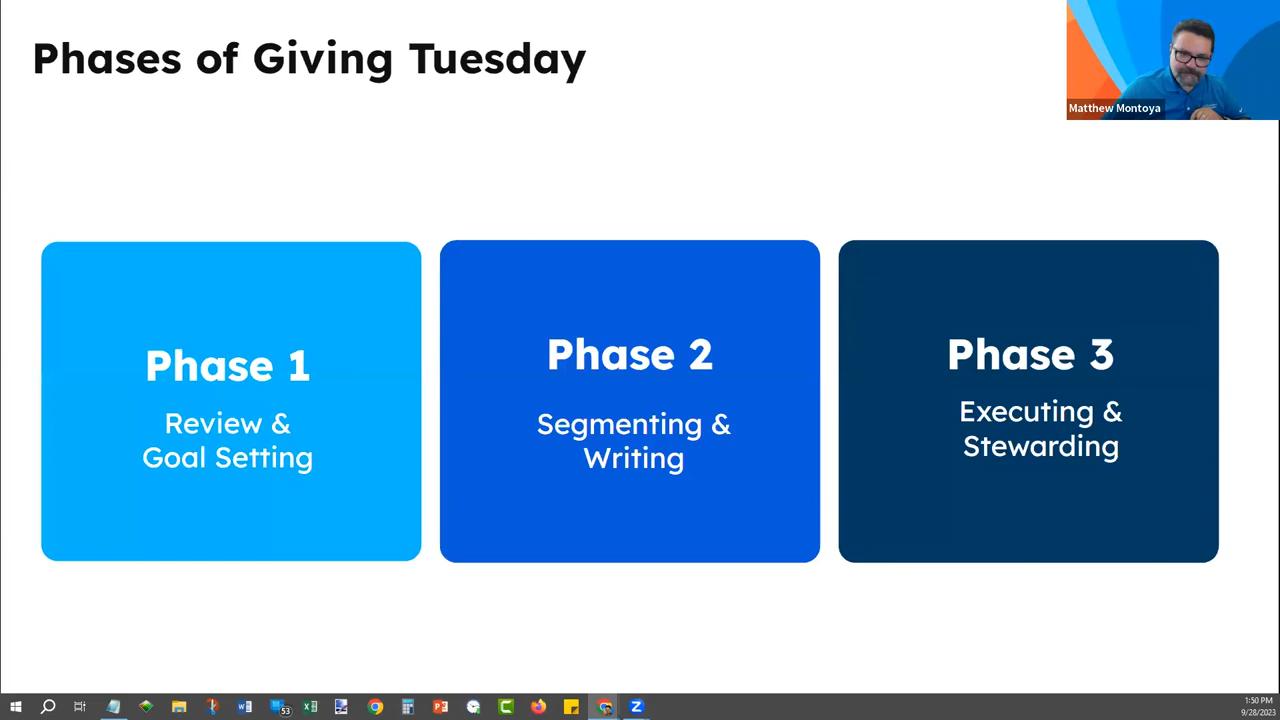 Phases of Giving Tuesday
Matthew Montoya
Phase 1
Review &
Goal Setting
Phase 2
Segmenting &
Writing
Phase 3
Executing &
Stewarding
53
1:50 PM
9/28/2023